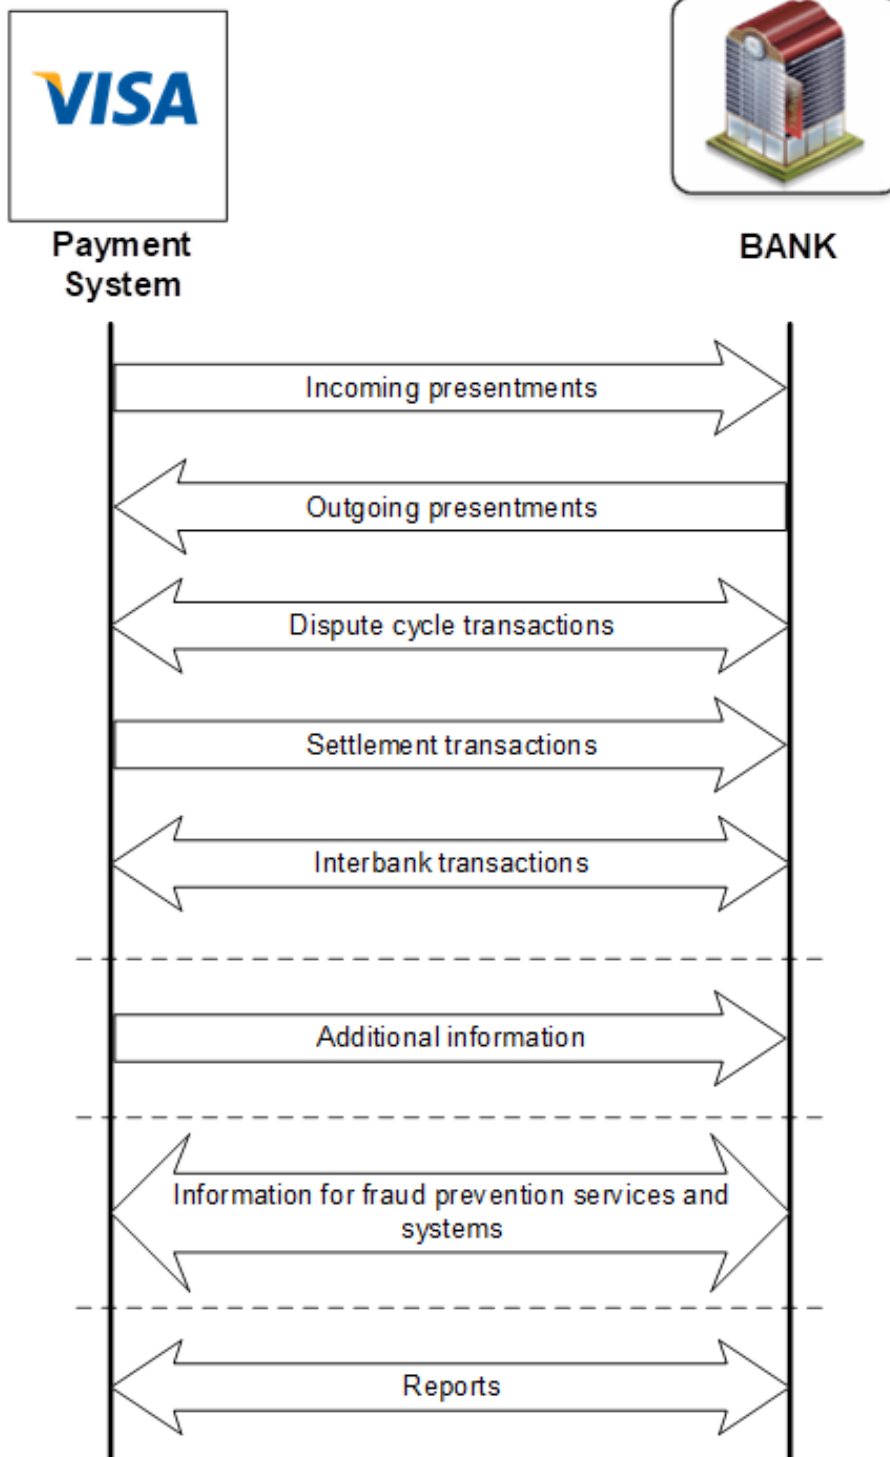 VISA
Payment
System
BANK
Incoming presentments
Outgoing presentments
Dispute cycle transactions
Settlement transactions
Interbank transactions
Additional information
Information for fraud prevention services and
systems
Reports